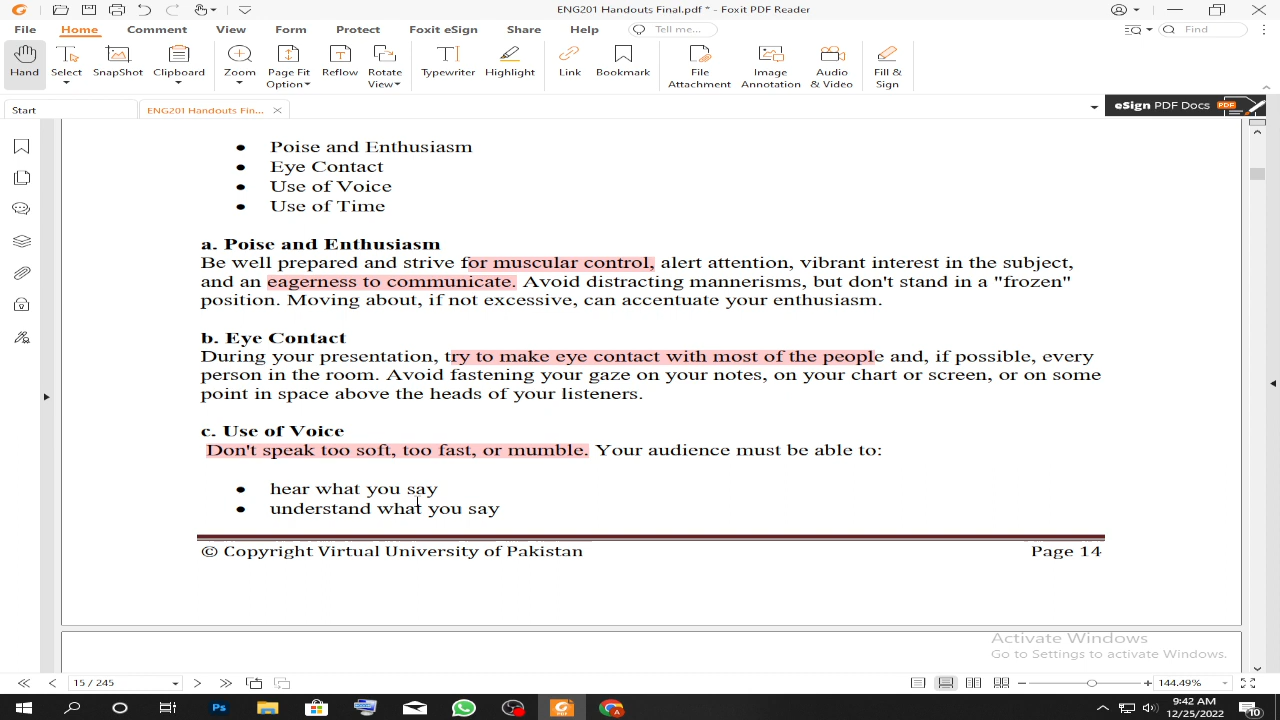 ENG201 Handouts Final.pdf * - Foxit PDF Reader
File Home Comment View Form Protect Foxit eSign Share Help Tell me... Find
Hand Select SnapShot Clipboard Zoom Page Fit Option Reflow Rotate View Typewriter Highlight Link Bookmark File Attachment Image Annotation Audio & Video Fill & Sign
Start ENG201 Handouts Fin... eSign PDF Docs PDF
• Poise and Enthusiasm
• Eye Contact
• Use of Voice
• Use of Time
a. Poise and Enthusiasm
Be well prepared and strive for muscular control, alert attention, vibrant interest in the subject,
and an eagerness to communicate. Avoid distracting mannerisms, but don't stand in a "frozen"
position. Moving about, if not excessive, can accentuate your enthusiasm.
b. Eye Contact
During your presentation, try to make eye contact with most of the people and, if possible, every
person in the room. Avoid fastening your gaze on your notes, on your chart or screen, or on some
point in space above the heads of your listeners.
c. Use of Voice
Don't speak too soft, too fast, or mumble. Your audience must be able to:
• hear what you say
• understand what you say
© Copyright Virtual University of Pakistan Page 14
Activate Windows
Go to Settings to activate Windows.
15 / 245 144.49%
Ps
9:42 AM
12/25/2022
10